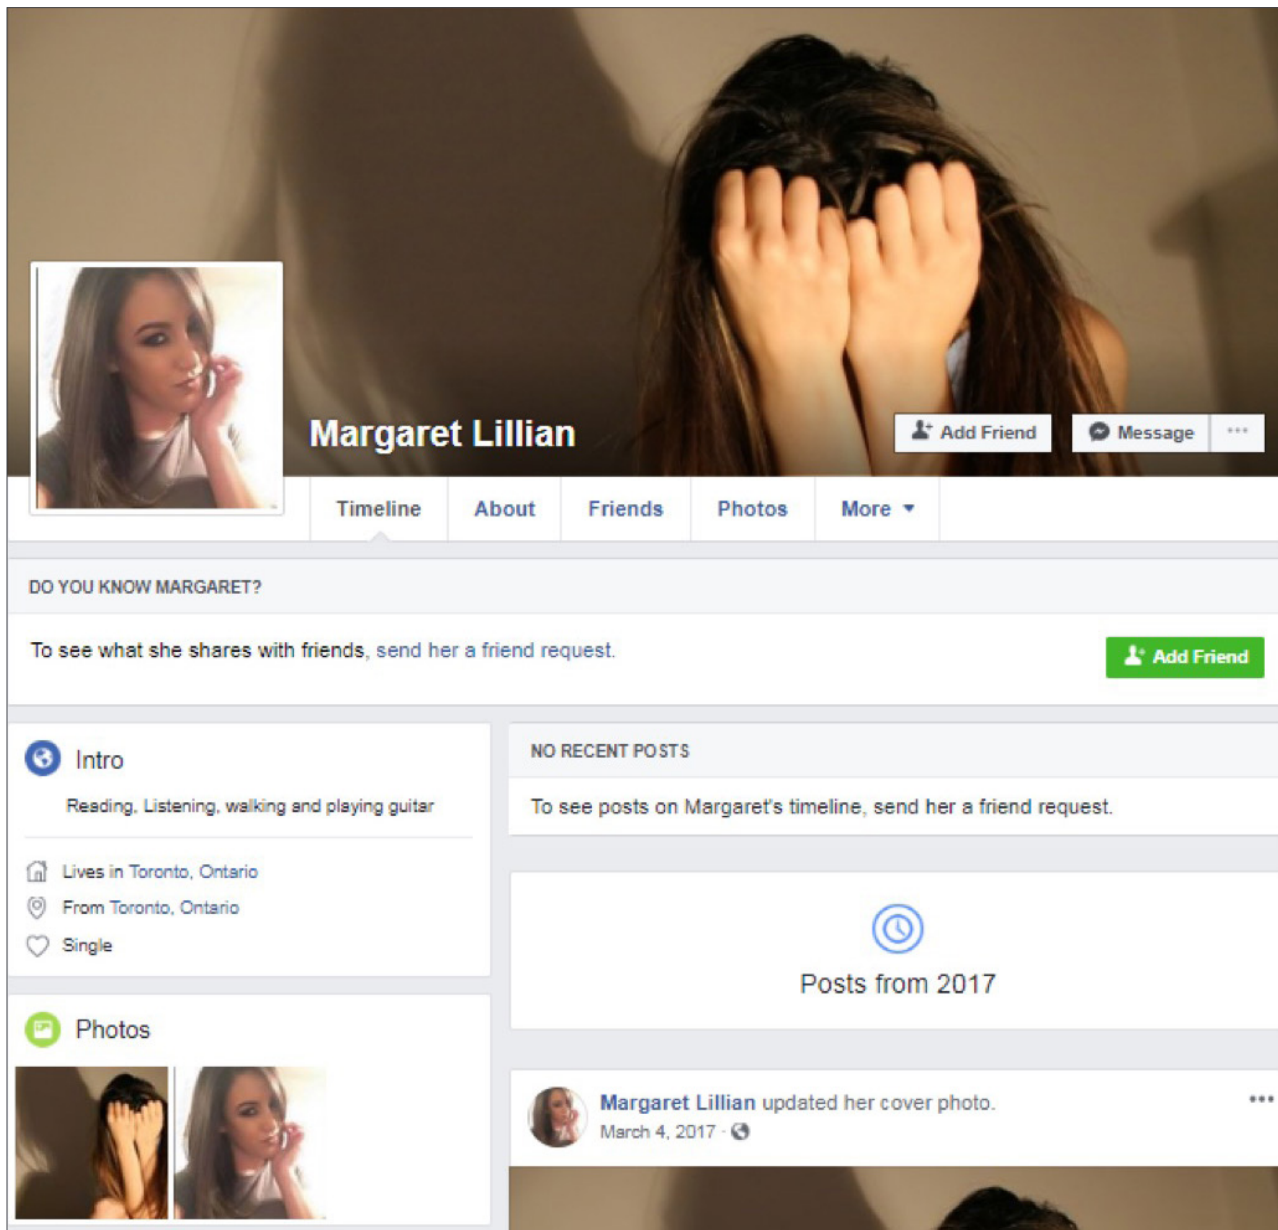 Margaret Lillian
Add Friend
Message
Timeline
About
Friends
Photos
More
DO YOU KNOW MARGARET?
To see what she shares with friends, send her a friend request.
Add Friend
Intro
Reading, Listening, walking and playing guitar
Lives in Toronto, Ontario
From Toronto, Ontario
Single
Photos
NO RECENT POSTS
To see posts on Margaret's timeline, send her a friend request.
Posts from 2017
Margaret Lillian updated her cover photo.
March 4, 2017 ·